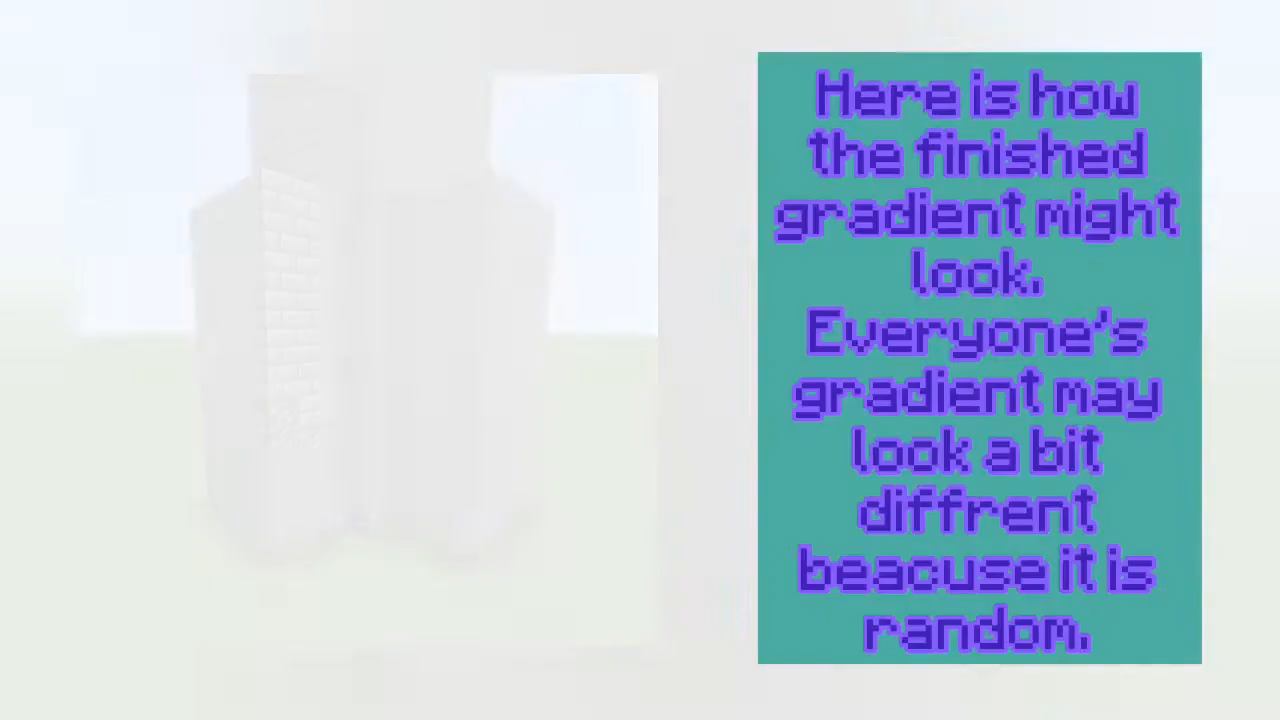 Here is how
the finished
gradient might
look.
Everyone's
gradient may
look a bit
diffrent
beacuse it is
random.